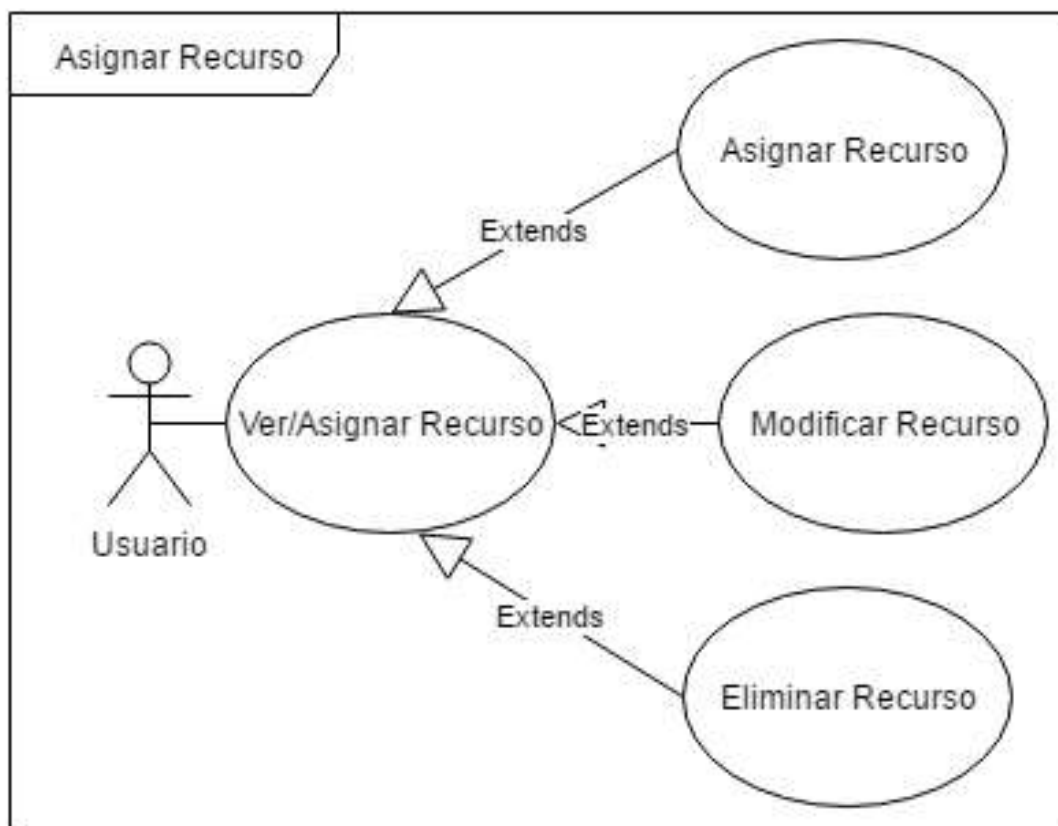 Asignar Recurso
Asignar Recurso
Extends
Ver/Asignar Recurso
Extends
Modificar Recurso
Usuario
Extends
Eliminar Recurso